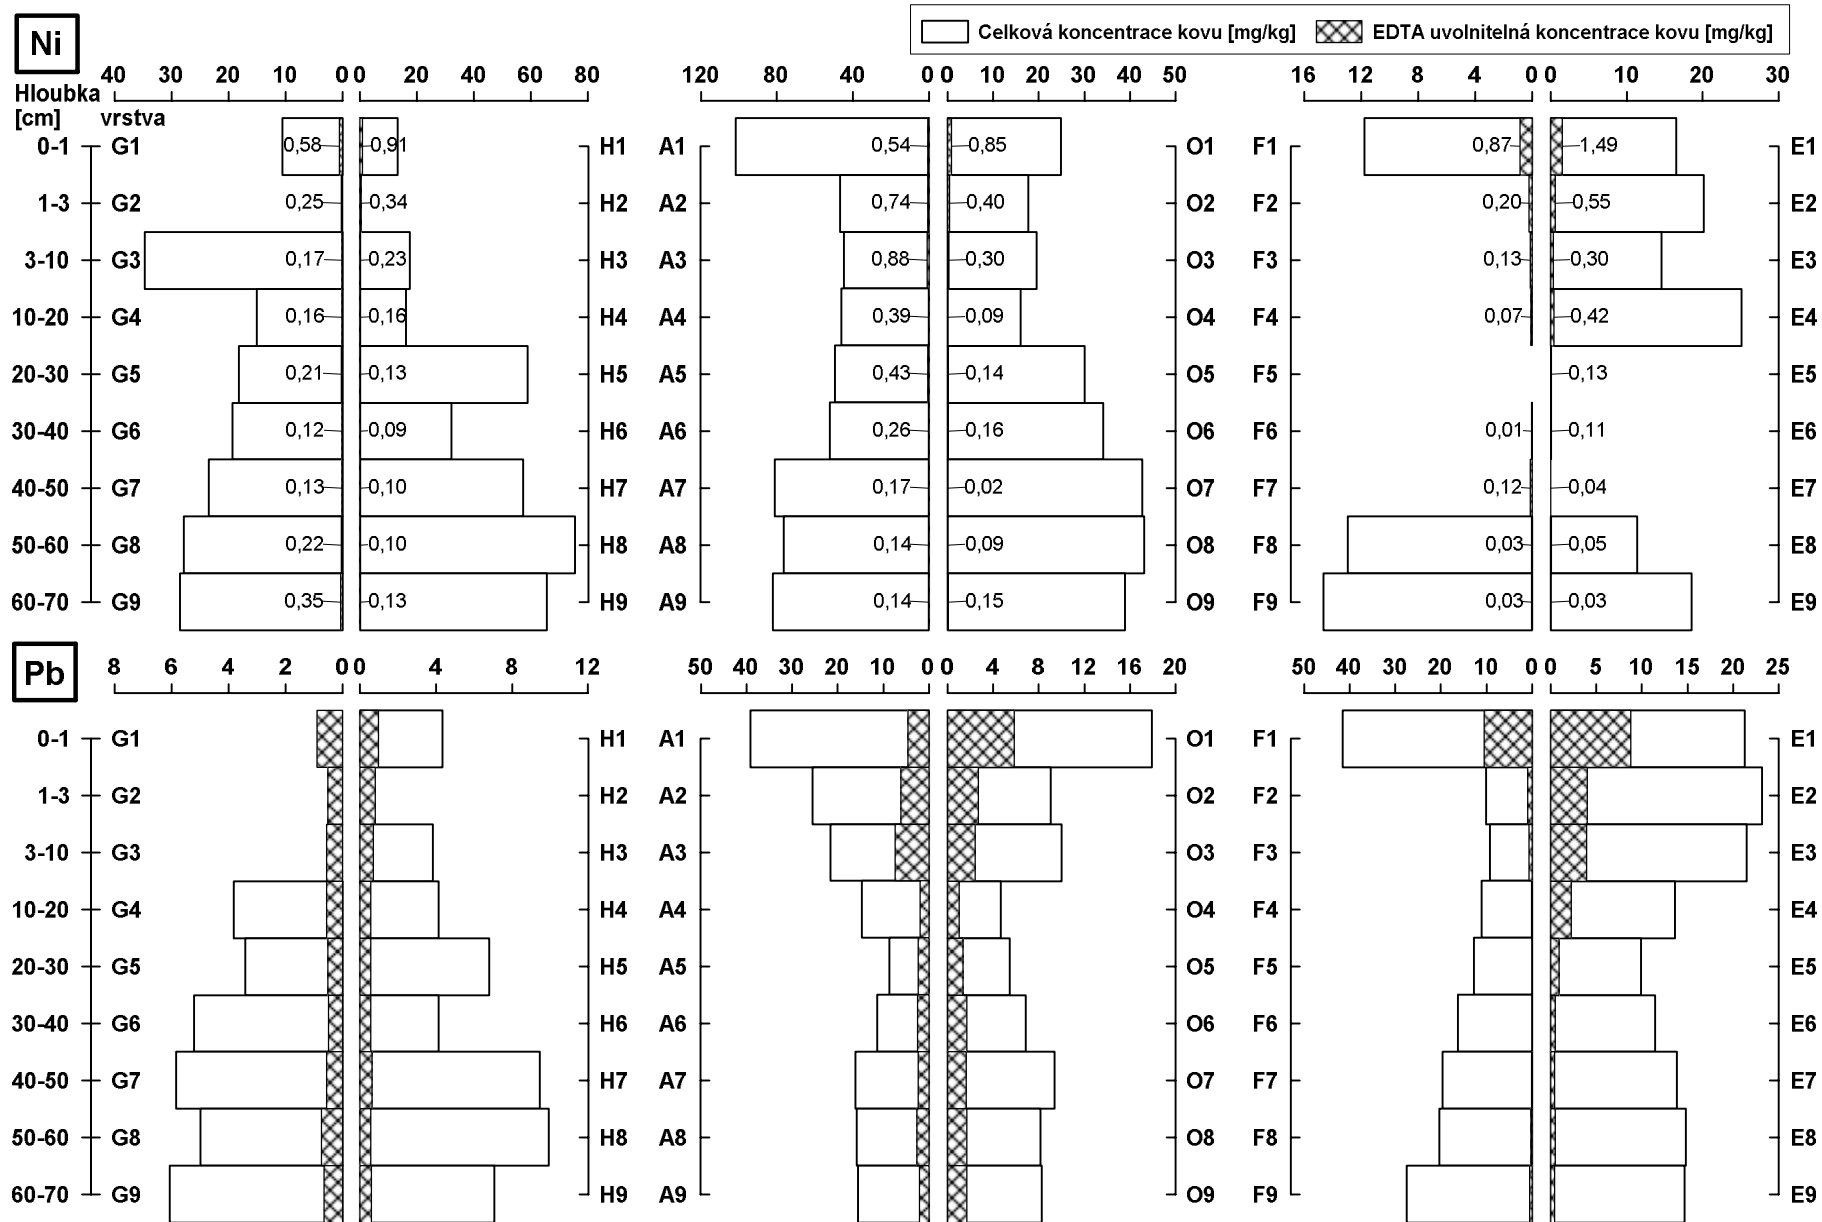 Ni
Celková koncentrace kovu [mg/kg] EDTA uvolnitelná koncentrace kovu [mg/kg]
40 30 20 10 0 0 20 40 60 80 120 80 40 0 0 10 20 30 40 50 16 12 8 4 0 0 10 20 30
Hloubka
[cm] vrstva
0-1 G1 0,58 0,91 H1 A1 0,54 0,85 O1 F1 0,87 1,49 E1
1-3 G2 0,25 0,34 H2 A2 0,74 0,40 O2 F2 0,20 0,55 E2
3-10 G3 0,17 0,23 H3 A3 0,88 0,30 O3 F3 0,13 0,30 E3
10-20 G4 0,16 0,16 H4 A4 0,39 0,09 O4 F4 0,07 0,42 E4
20-30 G5 0,21 0,13 H5 A5 0,43 0,14 O5 F5 0,13 E5
30-40 G6 0,12 0,09 H6 A6 0,26 0,16 O6 F6 0,01 0,11 E6
40-50 G7 0,13 0,10 H7 A7 0,17 0,02 O7 F7 0,12 0,04 E7
50-60 G8 0,22 0,10 H8 A8 0,14 0,09 O8 F8 0,03 0,05 E8
60-70 G9 0,35 0,13 H9 A9 0,14 0,15 O9 F9 0,03 0,03 E9
Pb
8 6 4 2 0 0 4 8 12 50 40 30 20 10 0 0 4 8 12 16 20 50 40 30 20 10 0 0 5 10 15 20 25
0-1 G1 H1 A1 O1 F1 E1
1-3 G2 H2 A2 O2 F2 E2
3-10 G3 H3 A3 O3 F3 E3
10-20 G4 H4 A4 O4 F4 E4
20-30 G5 H5 A5 O5 F5 E5
30-40 G6 H6 A6 O6 F6 E6
40-50 G7 H7 A7 O7 F7 E7
50-60 G8 H8 A8 O8 F8 E8
60-70 G9 H9 A9 O9 F9 E9